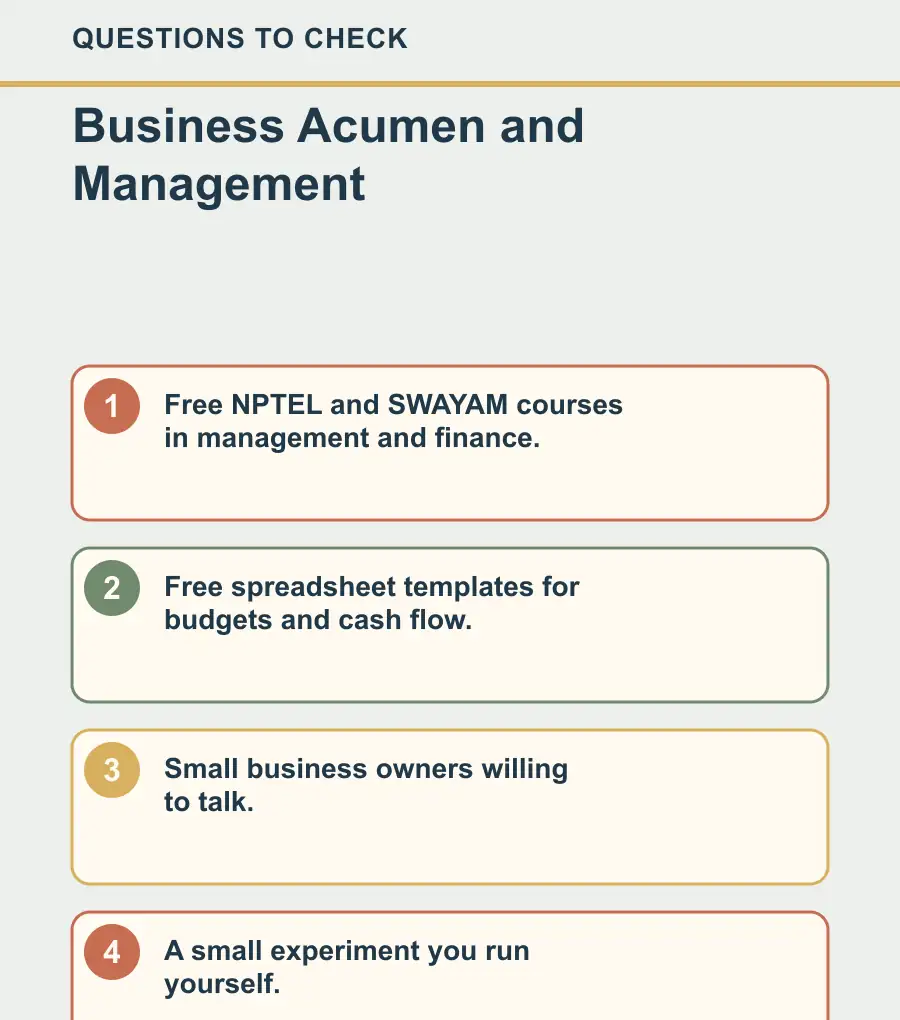 QUESTIONS TO CHECK
Business Acumen and
Management
1
Free NPTEL and SWAYAM courses
in management and finance.
2
Free spreadsheet templates for
budgets and cash flow.
3
Small business owners willing
to talk.
4
A small experiment you run
yourself.